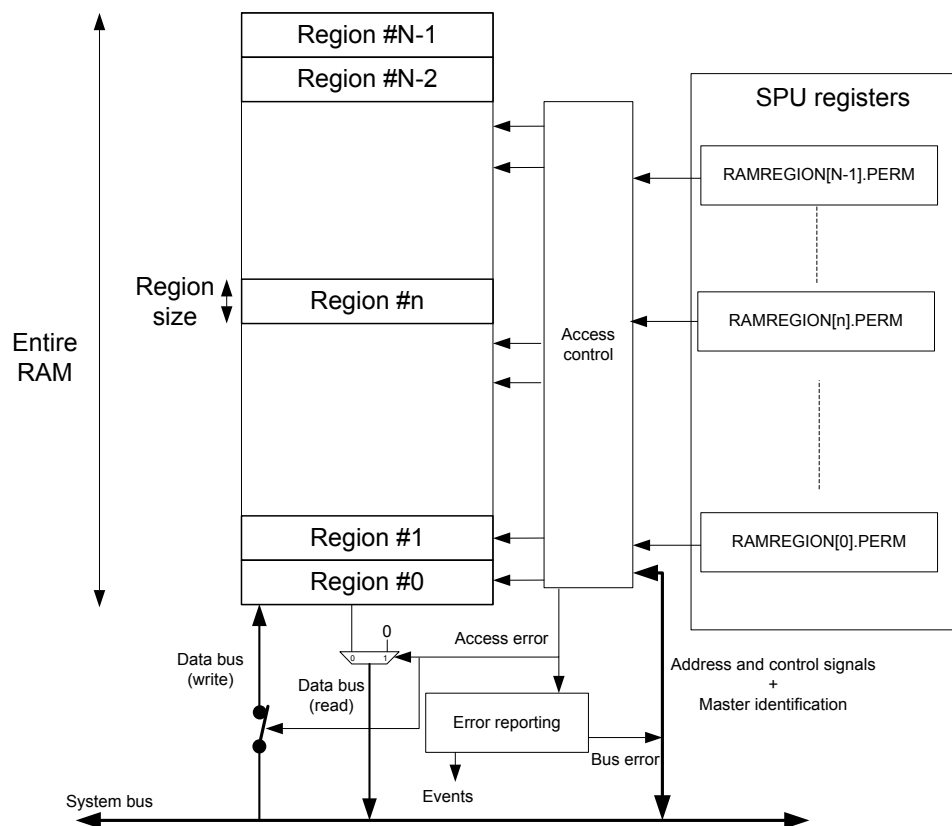 Region #N-1
Region #N-2
SPU registers
RAMREGION[N-1].PERM
Region
size
Region #n
RAMREGION[n].PERM
Entire
RAM
Access
control
Region #1
RAMREGION[0].PERM
Region #0
0
0 1
Access error
Data bus
(write)
Data bus
(read)
Address and control signals
+
Master identification
Error reporting
Bus error
Events
System bus